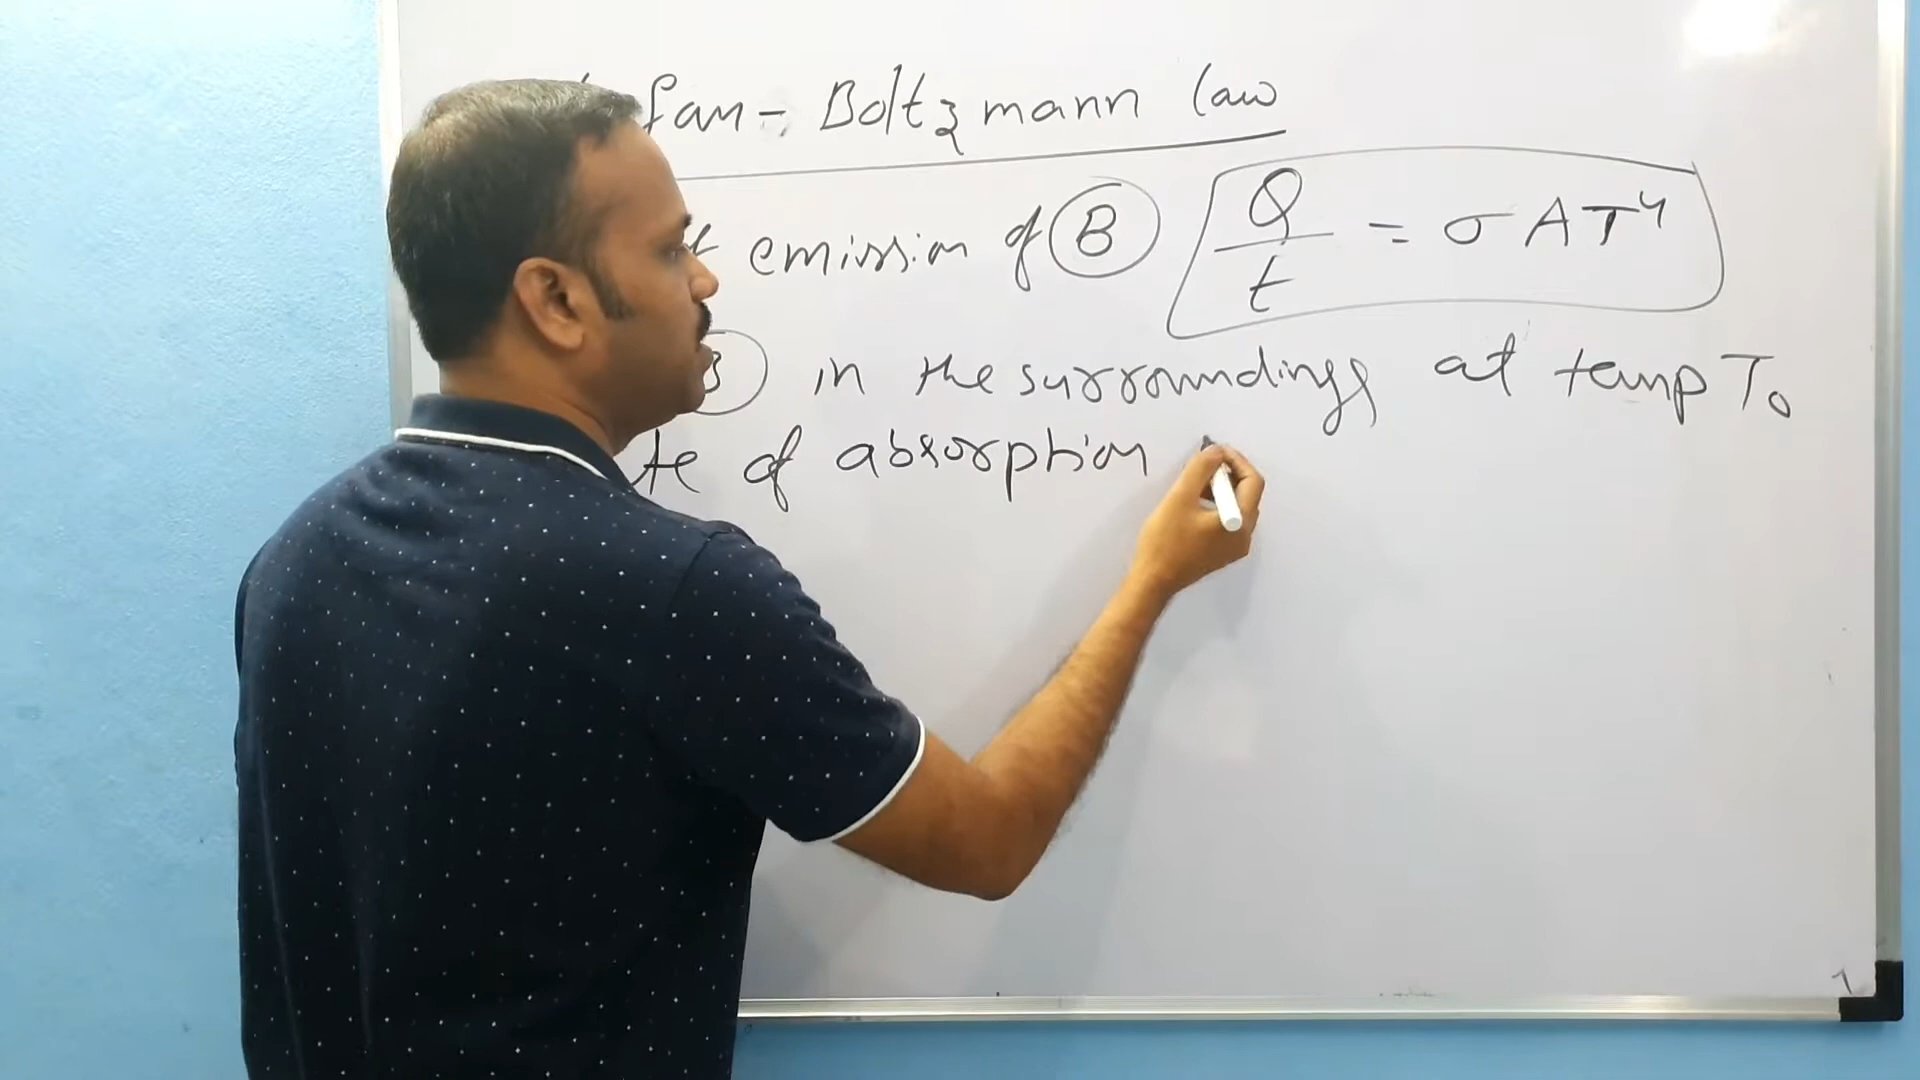 fan - Boltzmann law
emission of B Q/t = σAT⁴
B in the surroundings at temp T₀
te of absorption